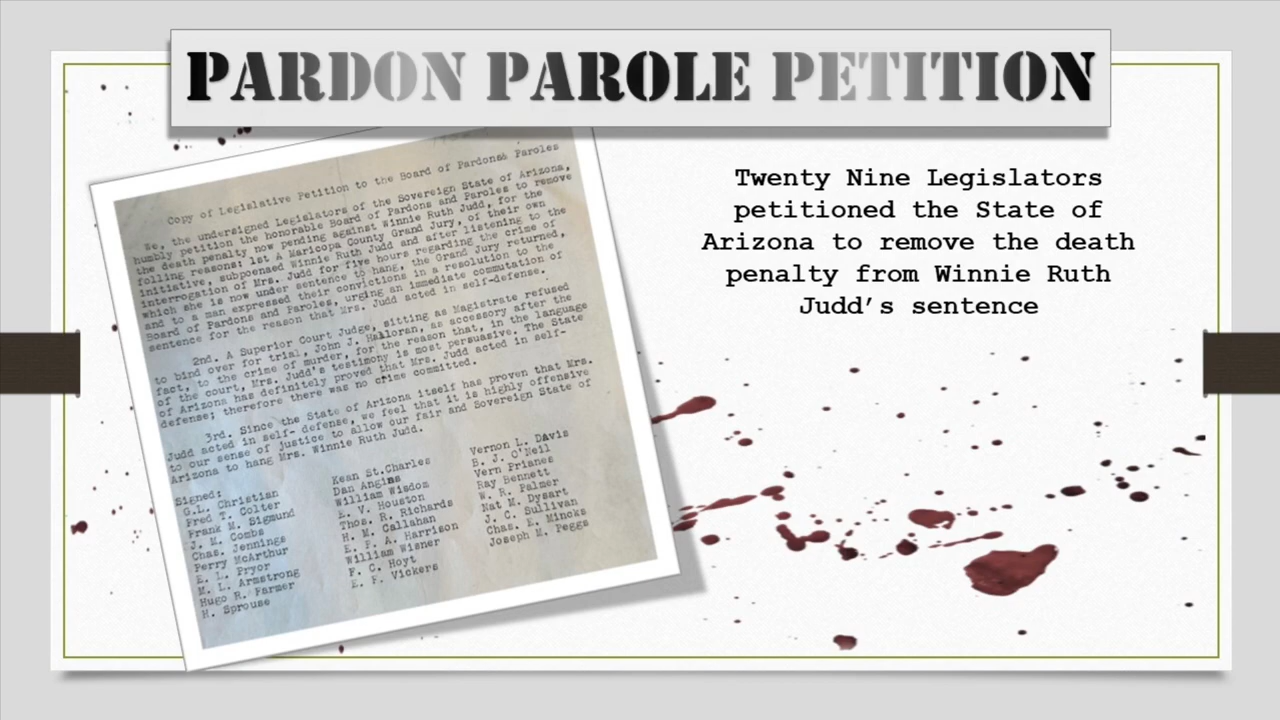 PARDON PAROLE PETITION
Copy of Legislative Petition to the Board of Pardon& Paroles
We, the undersigned Legislators of the Sovereign State of Arizona,
humbly petition the honorable Board of Pardons and Paroles to remove
the death penalty now pending against Winnie Ruth Judd, for the
folling reasons: 1st A Maricopa County Grand Jury, of their own
initiative, subpoensed Winnie Ruth Judd and after listening to the
interrogation of Mrs. Judd for five hours regarding the crime of
which she is now under sentence to hang, the Grand Jury returned,
and to a man expressed their convictions in a resolution to the
Board of Pardons and Paroles, urging an immediate commutation of
sentence for the reason that Mrs. Judd acted in self-defense.
2nd. A Superior Court Judge, sitting as Magistrate refused
to bind over for trial, John J. Halloran, as accessory after the
fact, to the crime of murder, for the reason that, in the language
of the court, Mrs. Judd's testimony is most persuasive. The State
of Arizona has definitely proved that Mrs. Judd acted in self-
defense; therefore there was no crime committed.
3rd. Since the State of Arizona itself has proven that Mrs.
Judd acted in self- defense, we feel that it is highly offensive
to our sense of justice to allow our fair and Sovereign State of
Arizona to hang Mrs. Winnie Ruth Judd.
Signed:
G.L. Christian
Fred T. Colter
Frank M. Sigmund
J. M. Combs
Chas. Jennings
Perry McArthur
E. L. Pryor
M. L. Armstrong
Hugo R. Farmer
H. Sprouse
Kean St.Charles
Dan Angius
William Wisdom
E. V. Houston
Thos. R. Richards
H. M. Callahan
E. F. A. Harrison
William Wisner
F. C. Hoyt
E. F. Vickers
Vernon L. Davis
B. J. O'Neil
Vern Prianes
Ray Bennett
W. R. Palmer
Nat M. Dysart
J. C. Sullivan
Chas. E. Mincks
Joseph M. Peggs
Twenty Nine Legislators
petitioned the State of
Arizona to remove the death
penalty from Winnie Ruth
Judd’s sentence